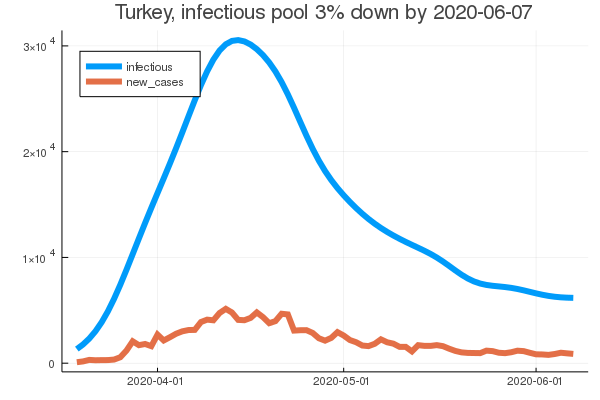 Turkey, infectious pool 3% down by 2020-06-07
3×10⁴
infectious
new_cases
2×10⁴
1×10⁴
0
2020-04-01 2020-05-01 2020-06-01